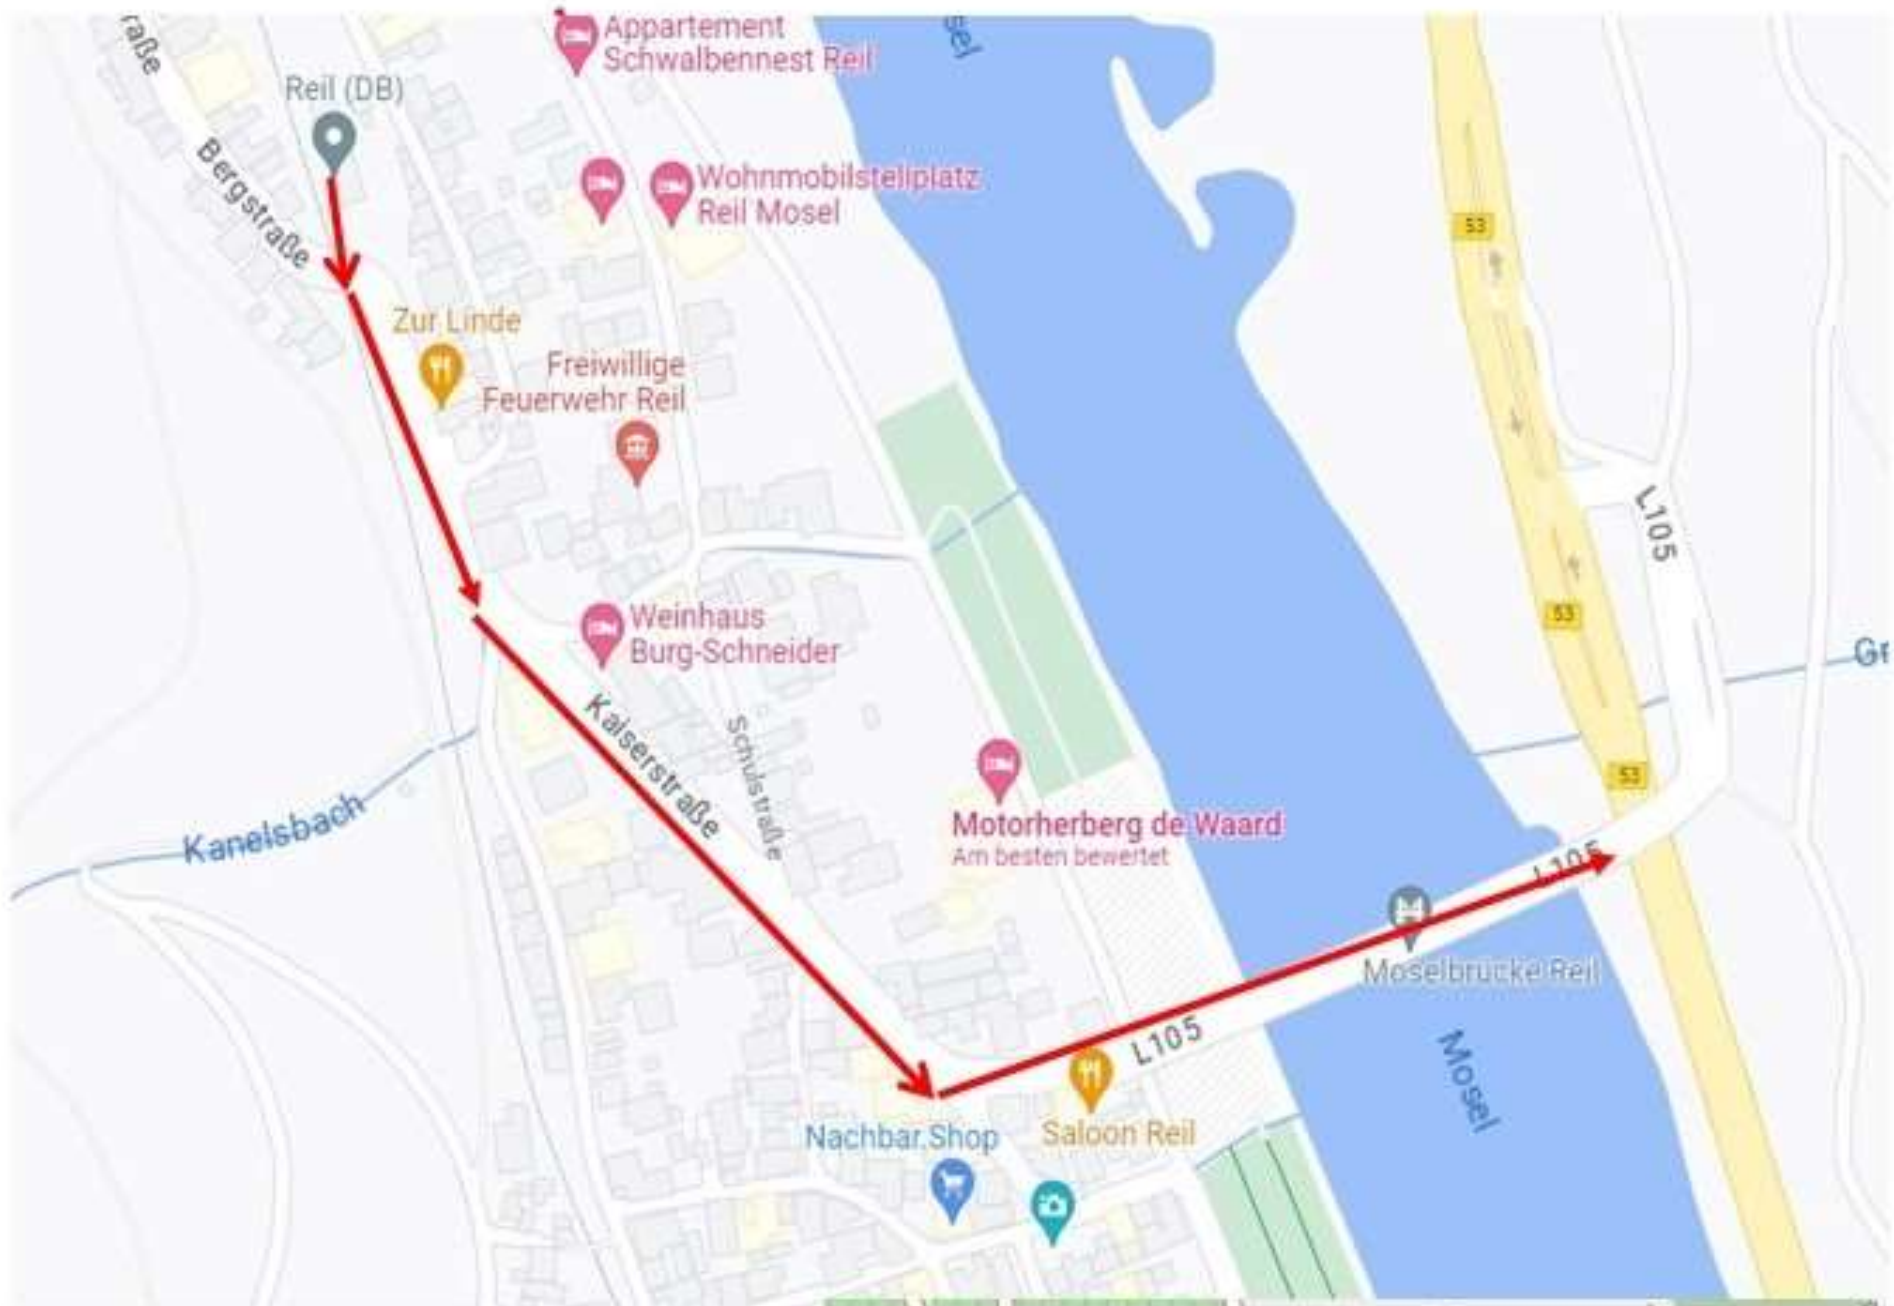 raße
Appartement
Schwalbennest Reil
sel
Reil (DB)
Bergstraße
Wohnmobilstellplatz
Reil Mosel
53
Zur Linde
Freiwillige
Feuerwehr Reil
L105
53
Weinhaus
Burg-Schneider
Gr
Kaiserstraße
Schulstraße
53
Kanelsbach
Motorherberg de Waard
Am besten bewertet
L105
Moselbrücke Reil
L105
Mosel
Nachbar.Shop
Saloon Reil